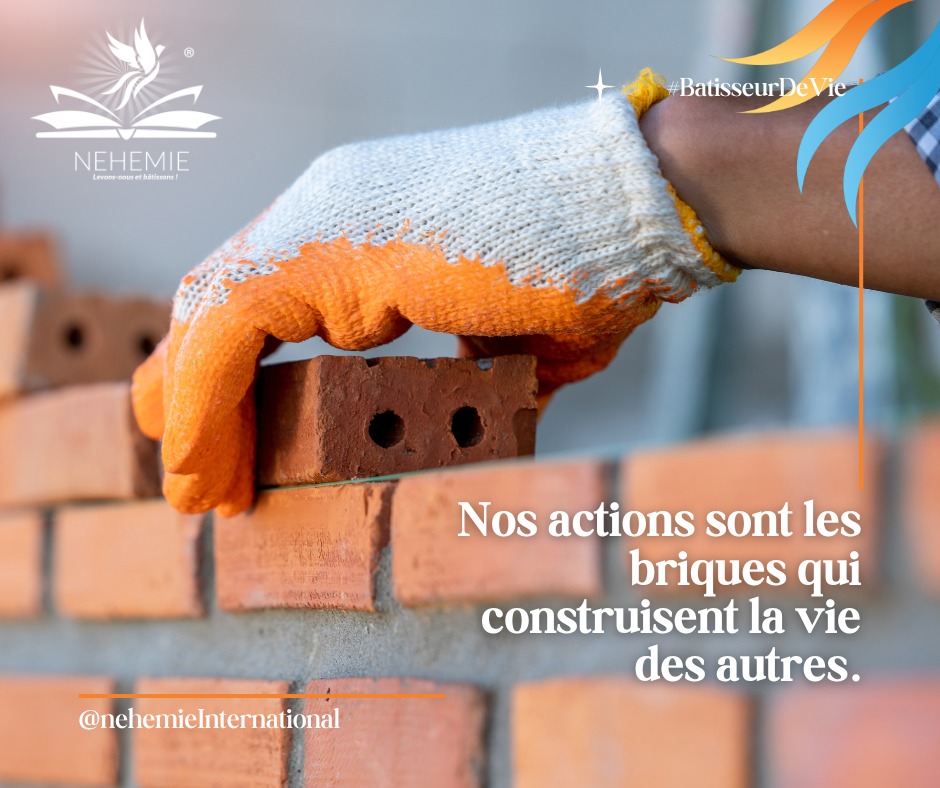 ®
NEHEMIE
Levons-nous et bâtissons !
#BatisseurDeVie
Nos actions sont les
briques qui
construisent la vie
des autres.
@nehemieInternational